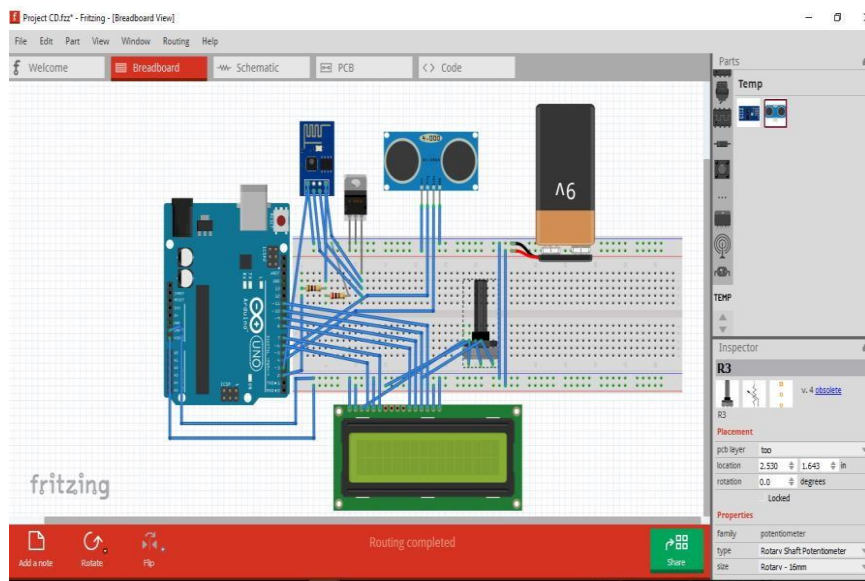 Project CD.fzz* - Fritzing - [Breadboard View]
File Edit Part View Window Routing Help
f Welcome
Breadboard
Schematic
PCB
<> Code
Parts
Temp
...
TEMP
9V
Arduino
UNO
fritzing
Inspector
R3
v. 4 obsolete
R3
Placement
pcb layer top
location 2.530 1.643 in
rotation 0.0 degrees
Locked
Properties
family potentiometer
type Rotary Shaft Potentiometer
size Rotary - 16mm
Add a note
Rotate
Flip
Routing completed
Share